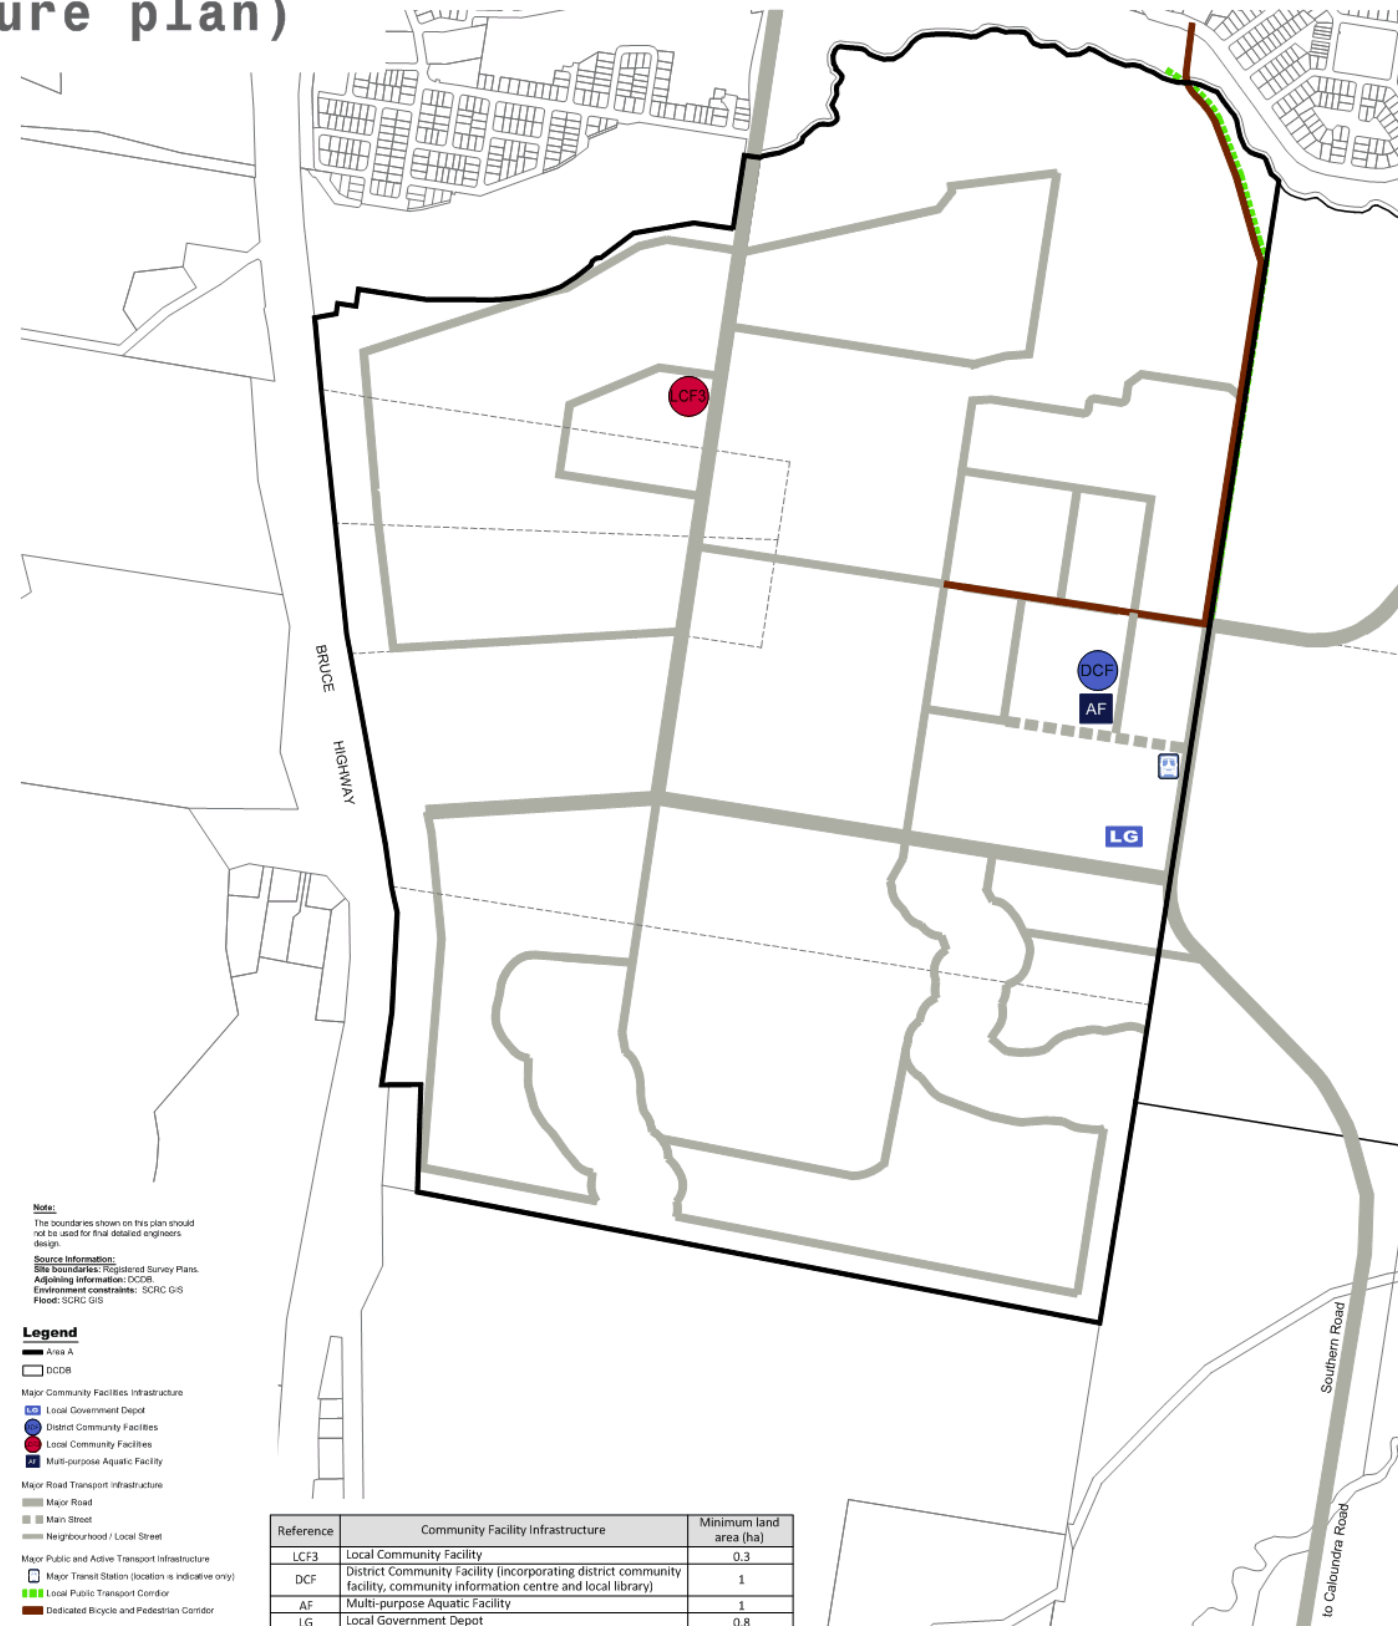 ure plan)
LCF3
DCF
AF
LG
BRUCE
HIGHWAY
Southern Road
to Caloundra Road
Note:
The boundaries shown on this plan should
not be used for final detailed engineers
design.
Source Information:
Site boundaries: Registered Survey Plans.
Adjoining information: DCDB.
Environment constraints: SCRC GIS
Flood: SCRC GIS
Legend
Area A
DCDB
Major Community Facilities Infrastructure
LG Local Government Depot
District Community Facilities
Local Community Facilities
AF Multi-purpose Aquatic Facility
Major Road Transport Infrastructure
Major Road
Main Street
Neighbourhood / Local Street
Major Public and Active Transport Infrastructure
Major Transit Station (location is indicative only)
Local Public Transport Corridor
Dedicated Bicycle and Pedestrian Corridor
Reference Community Facility Infrastructure Minimum land area (ha)
LCF3 Local Community Facility 0.3
DCF District Community Facility (incorporating district community facility, community information centre and local library) 1
AF Multi-purpose Aquatic Facility 1
LG Local Government Depot 0.8